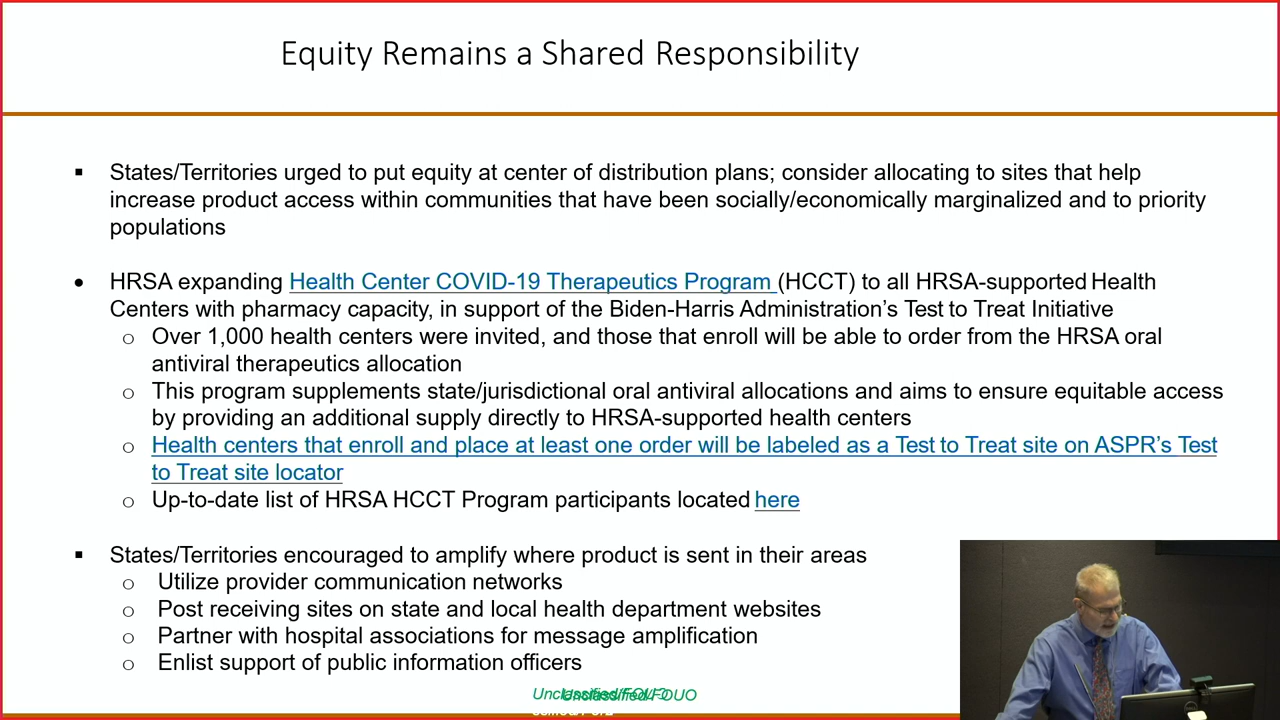 Equity Remains a Shared Responsibility
▪ States/Territories urged to put equity at center of distribution plans; consider allocating to sites that help
increase product access within communities that have been socially/economically marginalized and to priority
populations
• HRSA expanding Health Center COVID-19 Therapeutics Program (HCCT) to all HRSA-supported Health
Centers with pharmacy capacity, in support of the Biden-Harris Administration’s Test to Treat Initiative
o Over 1,000 health centers were invited, and those that enroll will be able to order from the HRSA oral
antiviral therapeutics allocation
o This program supplements state/jurisdictional oral antiviral allocations and aims to ensure equitable access
by providing an additional supply directly to HRSA-supported health centers
o Health centers that enroll and place at least one order will be labeled as a Test to Treat site on ASPR’s Test
to Treat site locator
o Up-to-date list of HRSA HCCT Program participants located here
▪ States/Territories encouraged to amplify where product is sent in their areas
o Utilize provider communication networks
o Post receiving sites on state and local health department websites
o Partner with hospital associations for message amplification
o Enlist support of public information officers
Unclassified/FOUO